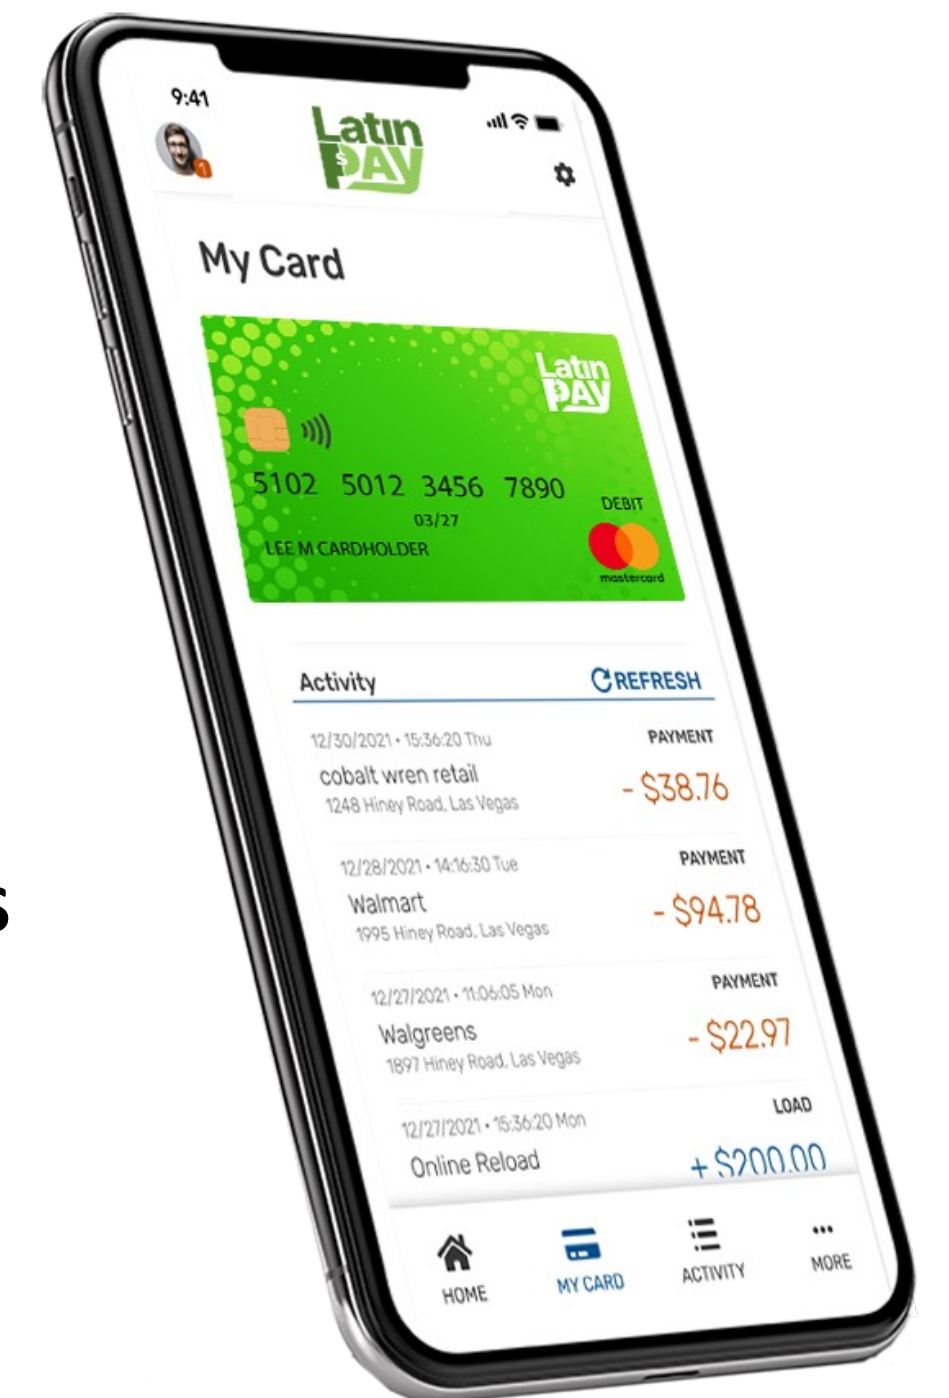 9:41
1
Latin
PAY
My Card
Latin
PAY
5102 5012 3456 7890
03/27
DEBIT
LEE M CARDHOLDER
mastercard
Activity
REFRESH
12/30/2021 • 15:36:20 Thu
PAYMENT
cobalt wren retail
- $38.76
1248 Hiney Road, Las Vegas
12/28/2021 • 14:16:30 Tue
PAYMENT
Walmart
- $94.78
1995 Hiney Road, Las Vegas
12/27/2021 • 11:06:05 Mon
PAYMENT
Walgreens
- $22.97
1897 Hiney Road, Las Vegas
12/27/2021 • 15:36:20 Mon
LOAD
Online Reload
+ $200.00
HOME
MY CARD
ACTIVITY
MORE
s